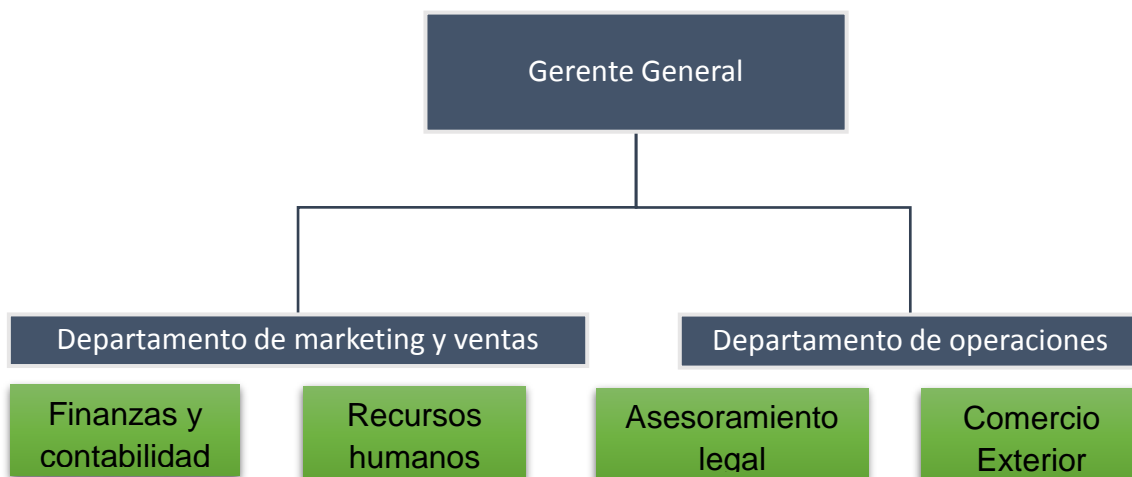 Gerente General
Departamento de marketing y ventas
Departamento de operaciones
Finanzas y
contabilidad
Recursos
humanos
Asesoramiento
legal
Comercio
Exterior